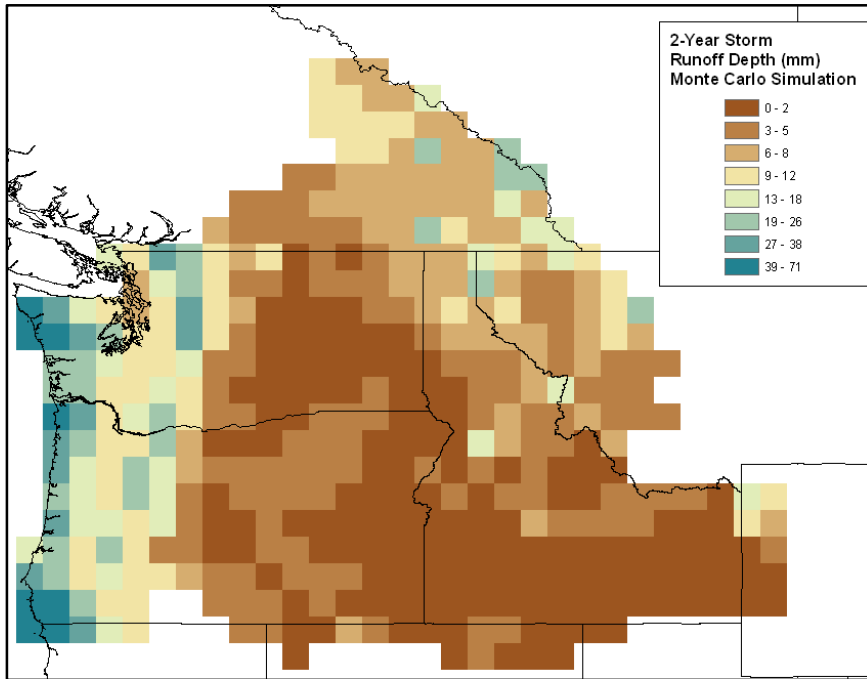 2-Year Storm
Runoff Depth (mm)
Monte Carlo Simulation
0 - 2
3 - 5
6 - 8
9 - 12
13 - 18
19 - 26
27 - 38
39 - 71